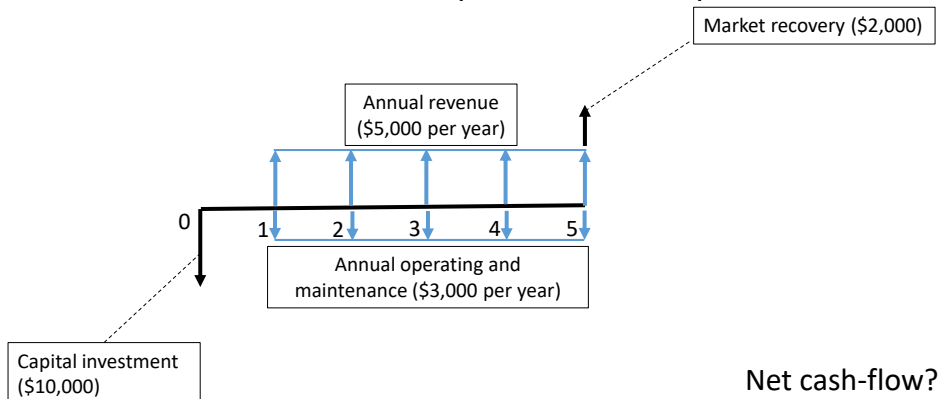 Market recovery ($2,000)
Annual revenue
($5,000 per year)
0
1
2
3
4
5
Annual operating and
maintenance ($3,000 per year)
Capital investment
($10,000)
Net cash-flow?